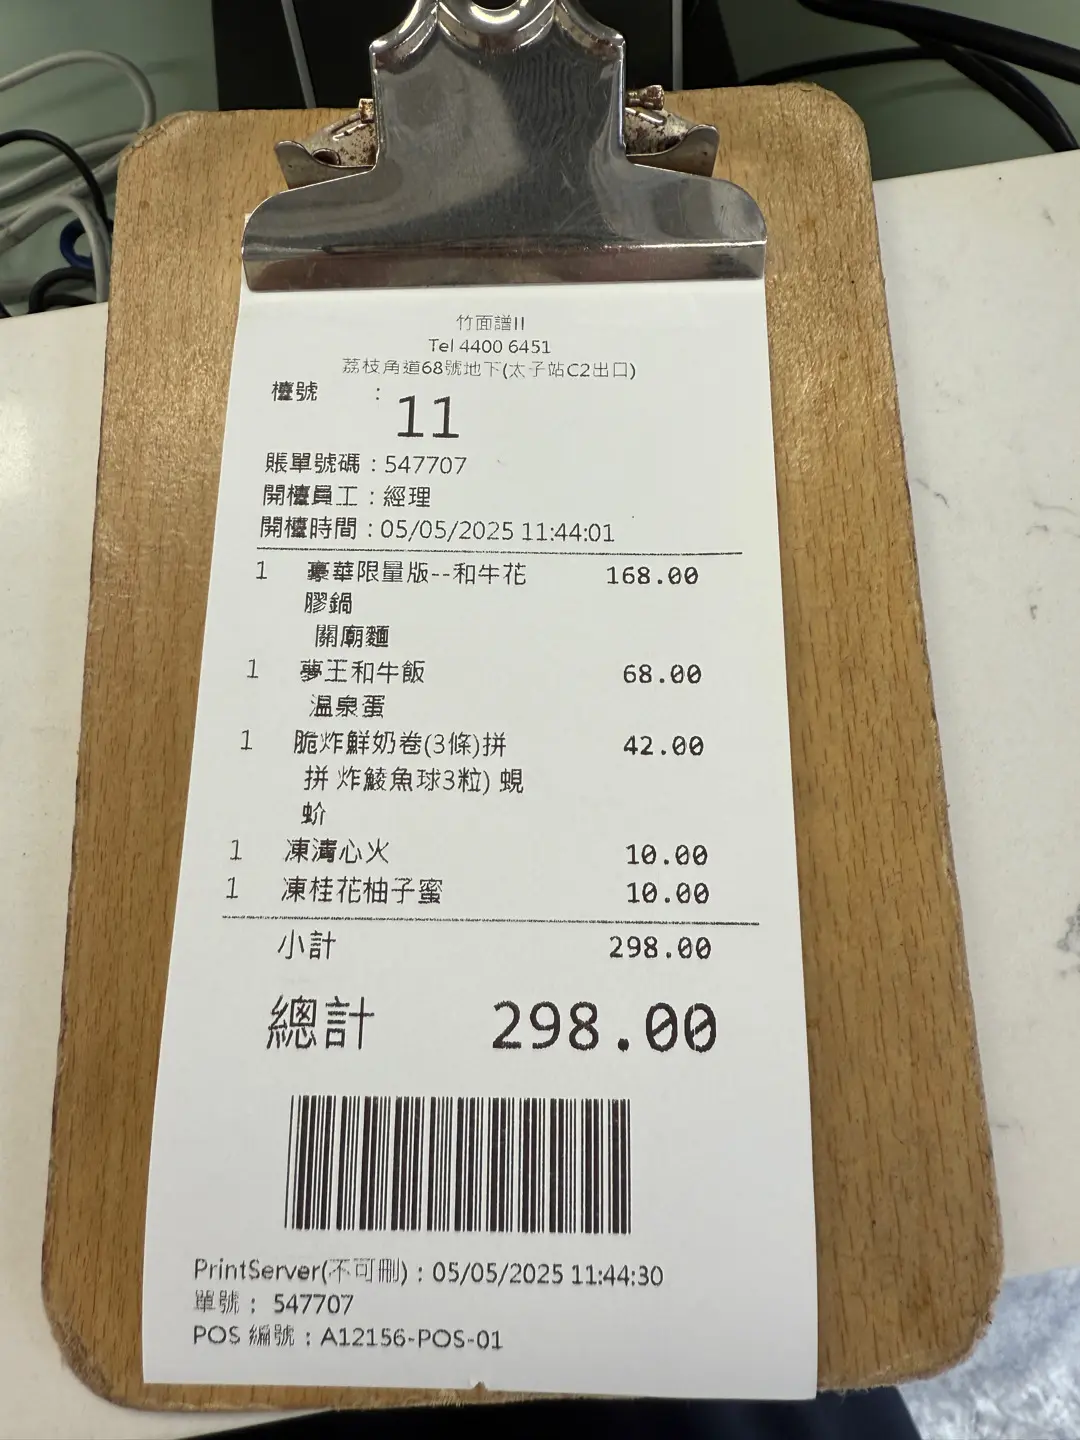 竹面譜II
Tel 4400 6451
荔枝角道68號地下(太子站C2出口)
檯號 :
11
賬單號碼 : 547707
開檯員工 : 經理
開檯時間 : 05/05/2025 11:44:01
1 豪華限量版--和牛花 168.00
膠鍋
關廟麵
1 夢王和牛飯 68.00
溫泉蛋
1 脆炸鮮奶卷(3條)拼 42.00
拼 炸鯪魚球3粒) 蜆
蚧
1 凍清心火 10.00
1 凍桂花柚子蜜 10.00
小計 298.00
總計 298.00
PrintServer(不可刪) : 05/05/2025 11:44:30
單號 : 547707
POS 編號 : A12156-POS-01